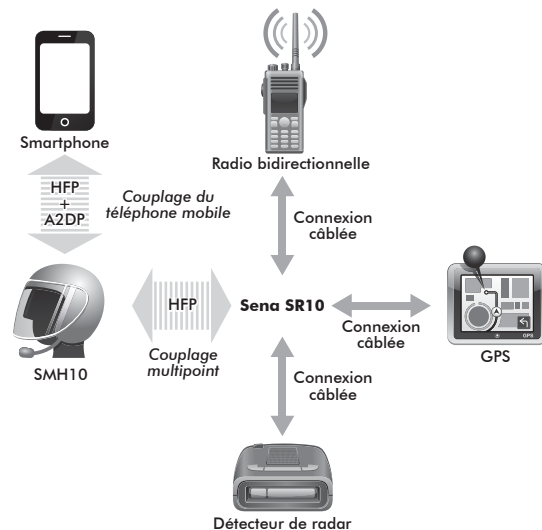 Smartphone
Radio bidirectionnelle
HFP
+
A2DP
Couplage du
téléphone mobile
Connexion
câblée
HFP
Sena SR10
Connexion
câblée
GPS
GPS
SMH10
Couplage
multipoint
Connexion
câblée
Détecteur de radar